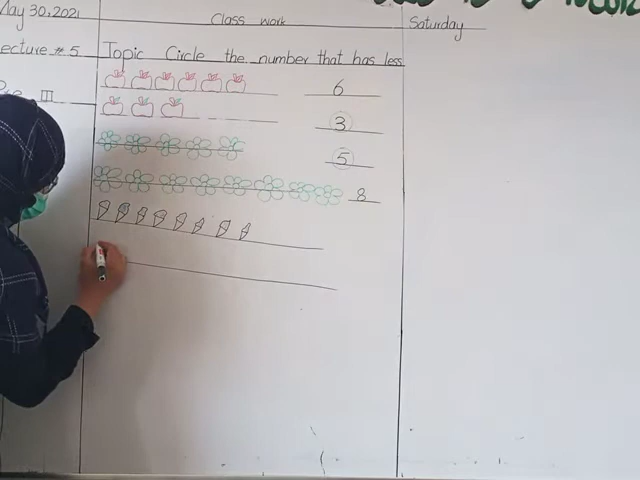 May 30, 2021 Class work Saturday
Lecture # 5 Topic Circle the number that has less
III
6
3
5
8